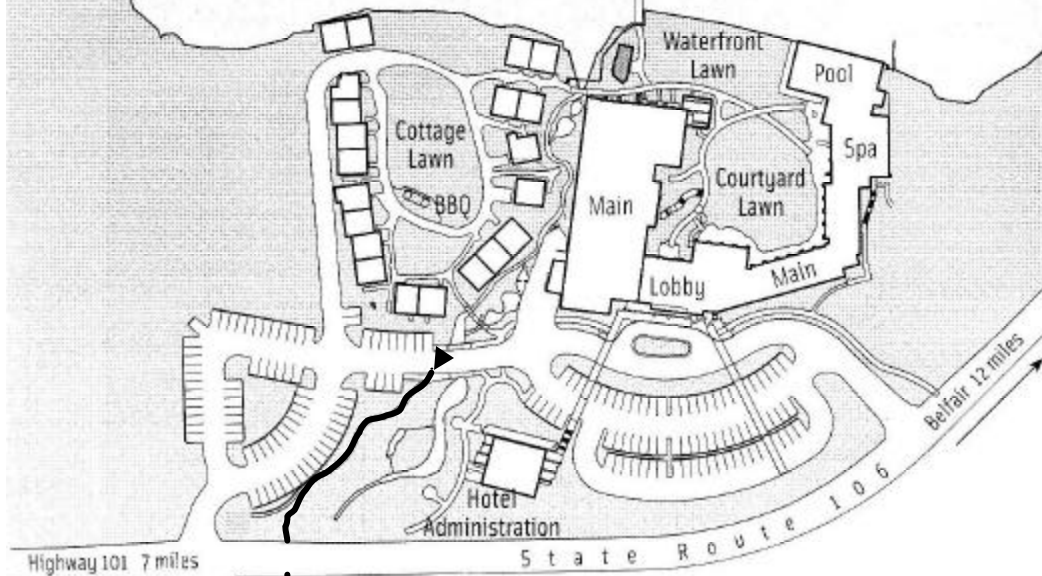 Waterfront
Lawn
Pool
Cottage
Lawn
Spa
Courtyard
Lawn
BBQ
Main
Lobby
Main
Belfair 12 miles
Hotel
Administration
State Route 106
Highway 101 7 miles